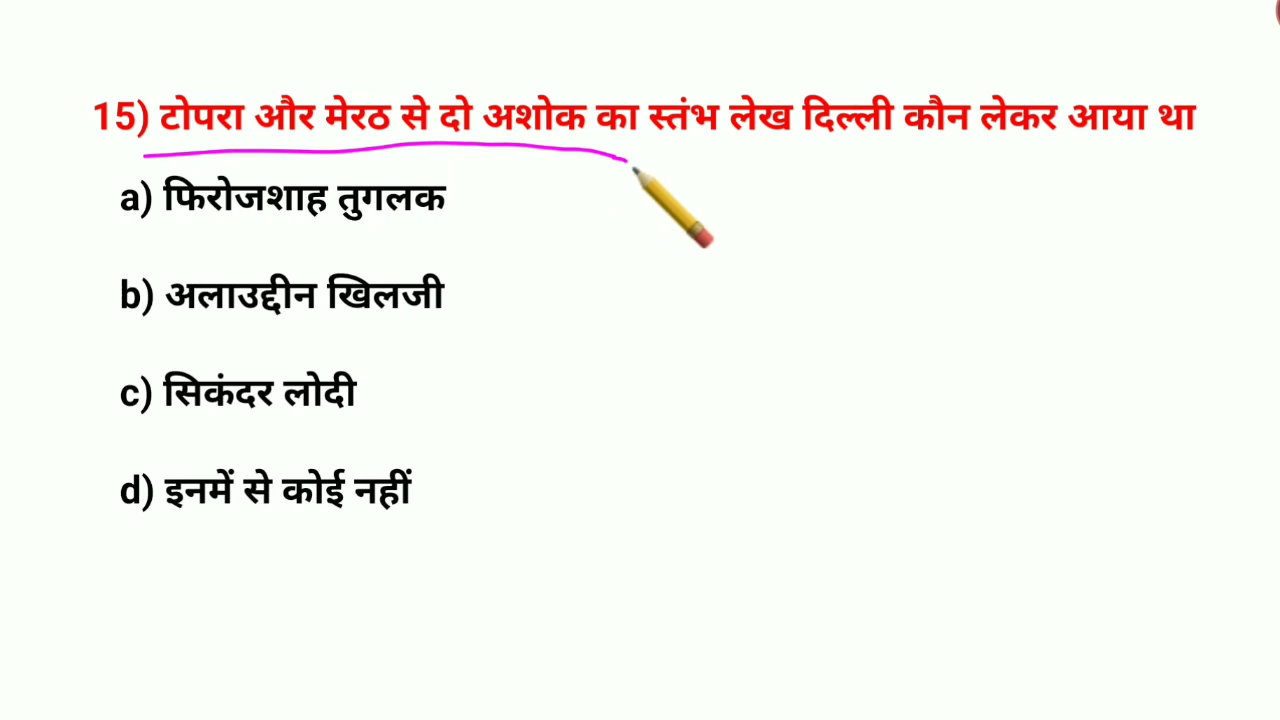 15) टोपरा और मेरठ से दो अशोक का स्तंभ लेख दिल्ली कौन लेकर आया था
a) फिरोजशाह तुगलक
b) अलाउद्दीन खिलजी
c) सिकंदर लोदी
d) इनमें से कोई नहीं